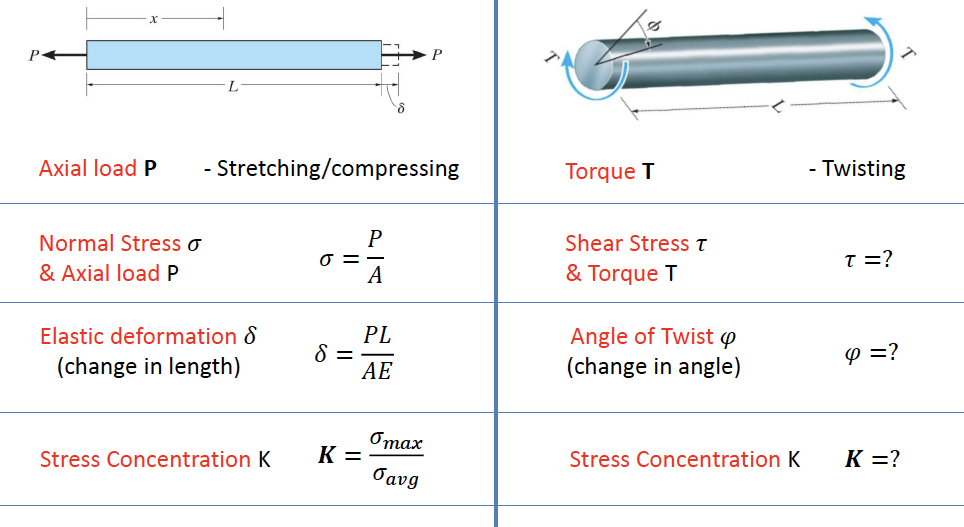 x
P
P
L
δ
Axial load P - Stretching/compressing
Normal Stress σ
& Axial load P
σ = P/A
Elastic deformation δ
(change in length)
δ = PL/AE
Stress Concentration K
K = σmax/σavg
ϕ
T
T
L
Torque T - Twisting
Shear Stress τ
& Torque T
τ =?
Angle of Twist φ
(change in angle)
φ =?
Stress Concentration K
K =?